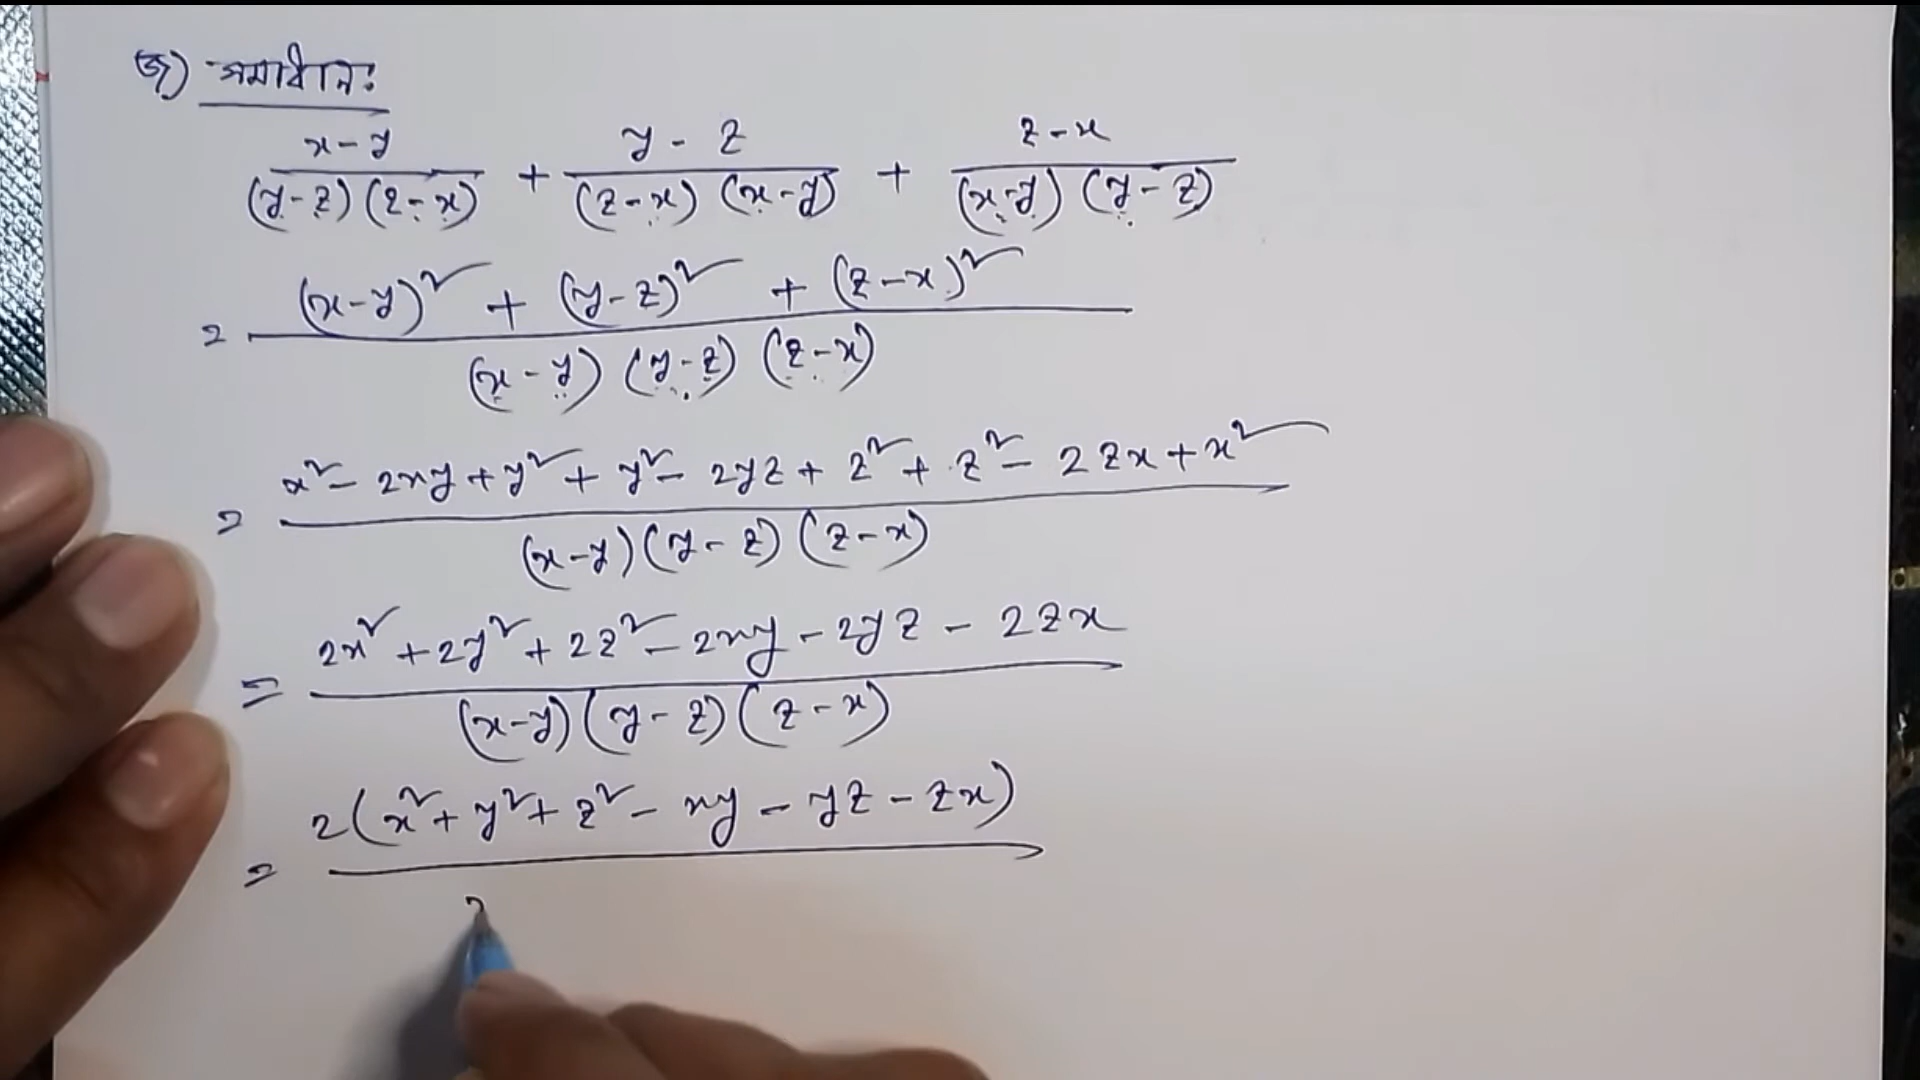 জ) সমাধানঃ
x-y/(y-z)(z-x) + y-z/(z-x)(x-y) + z-x/(x-y)(y-z)
= (x-y)² + (y-z)² + (z-x)²/(x-y)(y-z)(z-x)
= x²-2xy+y²+y²-2yz+z²+z²-2zx+x²/(x-y)(y-z)(z-x)
= 2x²+2y²+2z²-2xy-2yz-2zx/(x-y)(y-z)(z-x)
= 2(x²+y²+z²-xy-yz-zx)